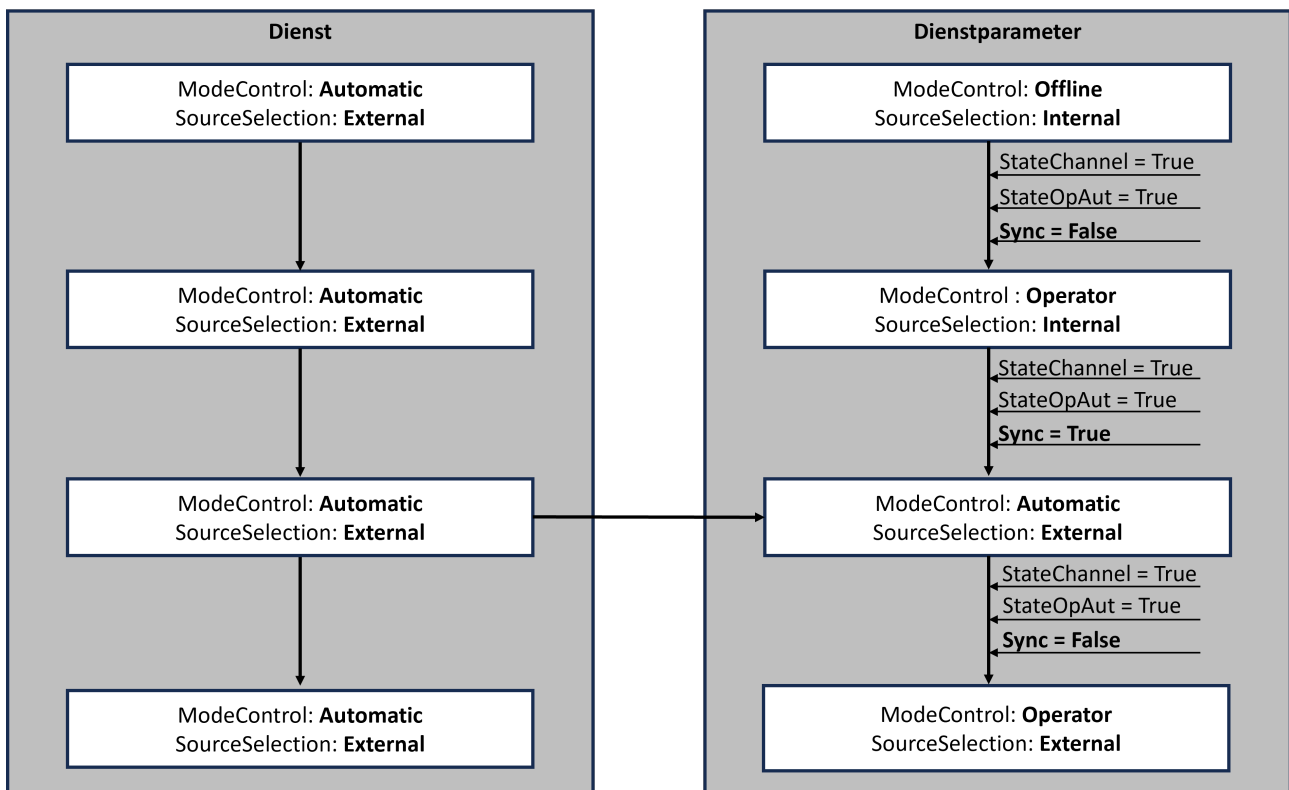 Dienst
ModeControl: Automatic
SourceSelection: External
ModeControl: Automatic
SourceSelection: External
ModeControl: Automatic
SourceSelection: External
ModeControl: Automatic
SourceSelection: External
Dienstparameter
ModeControl: Offline
SourceSelection: Internal
StateChannel = True
StateOpAut = True
Sync = False
ModeControl : Operator
SourceSelection: Internal
StateChannel = True
StateOpAut = True
Sync = True
ModeControl: Automatic
SourceSelection: External
StateChannel = True
StateOpAut = True
Sync = False
ModeControl: Operator
SourceSelection: External